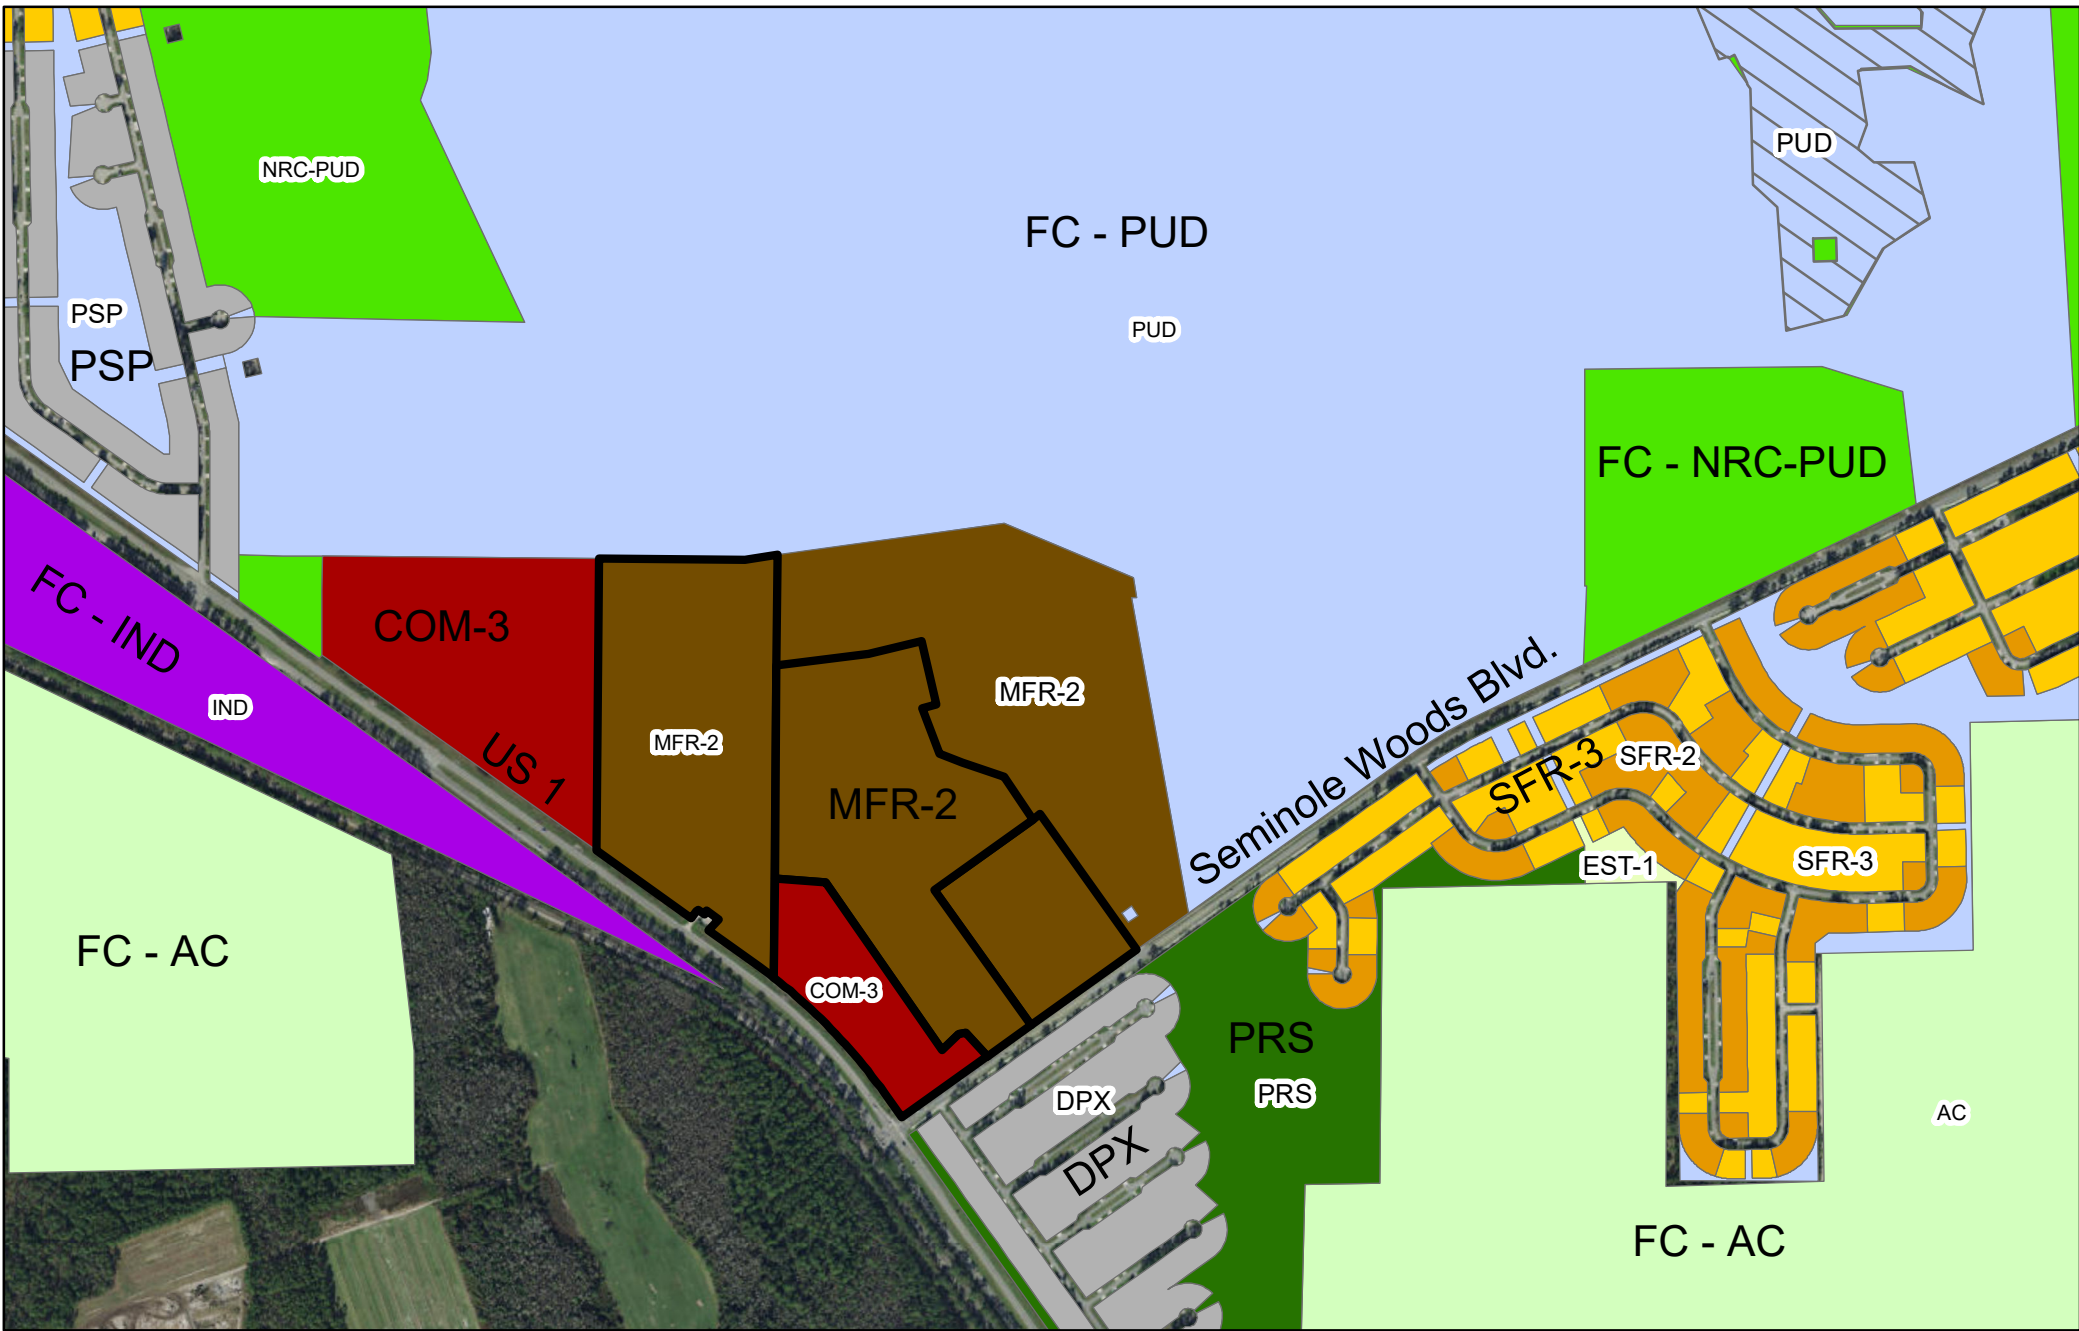 PUD
NRC-PUD
FC - PUD
PSP
PUD
PSP
FC - NRC-PUD
FC - IND
COM-3
IND
MFR-2
Seminole Woods Blvd.
MFR-2
US 1
SFR-3
SFR-2
MFR-2
EST-1
SFR-3
FC - AC
COM-3
PRS
DPX
PRS
AC
DPX
FC - AC